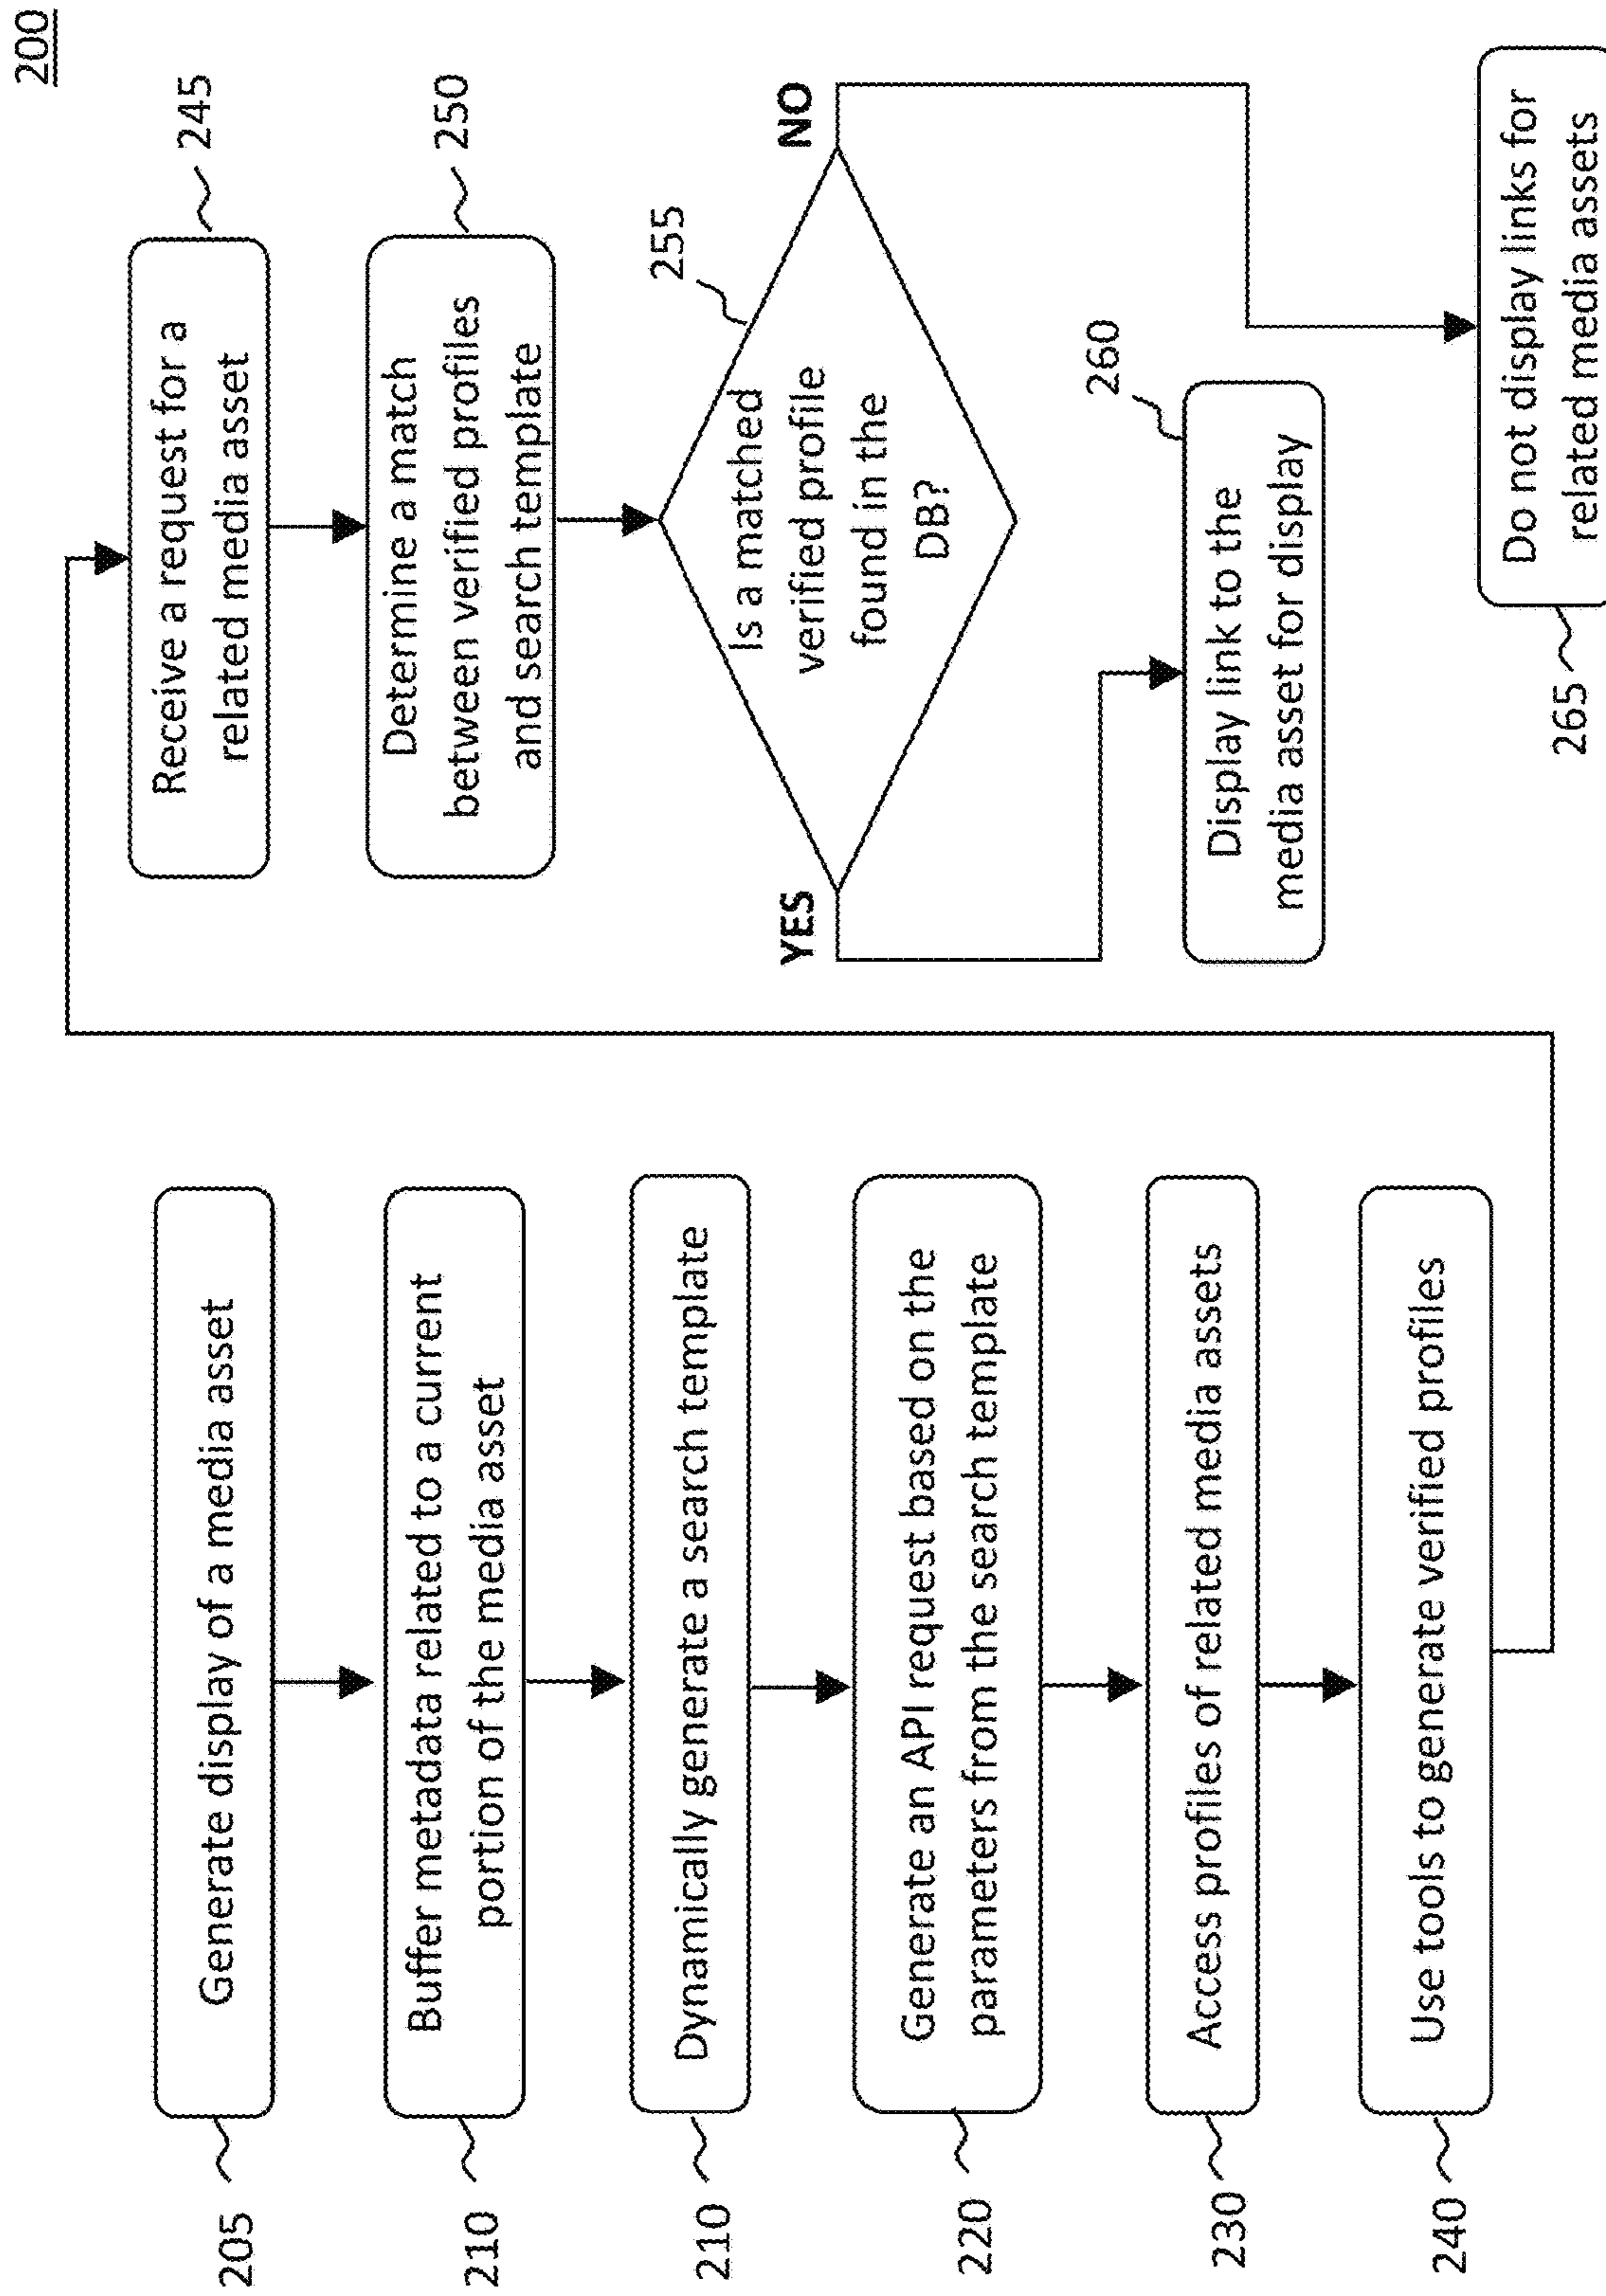 200
205
Generate display of a media asset
210
Buffer metadata related to a current
portion of the media asset
210
Dynamically generate a search template
220
Generate an API request based on the
parameters from the search template
230
Access profiles of related media assets
240
Use tools to generate verified profiles
245
Receive a request for a
related media asset
250
Determine a match
between verified profiles
and search template
255
Is a matched
verified profile
found in the
DB?
YES
NO
260
Display link to the
media asset for display
265
Do not display links for
related media assets